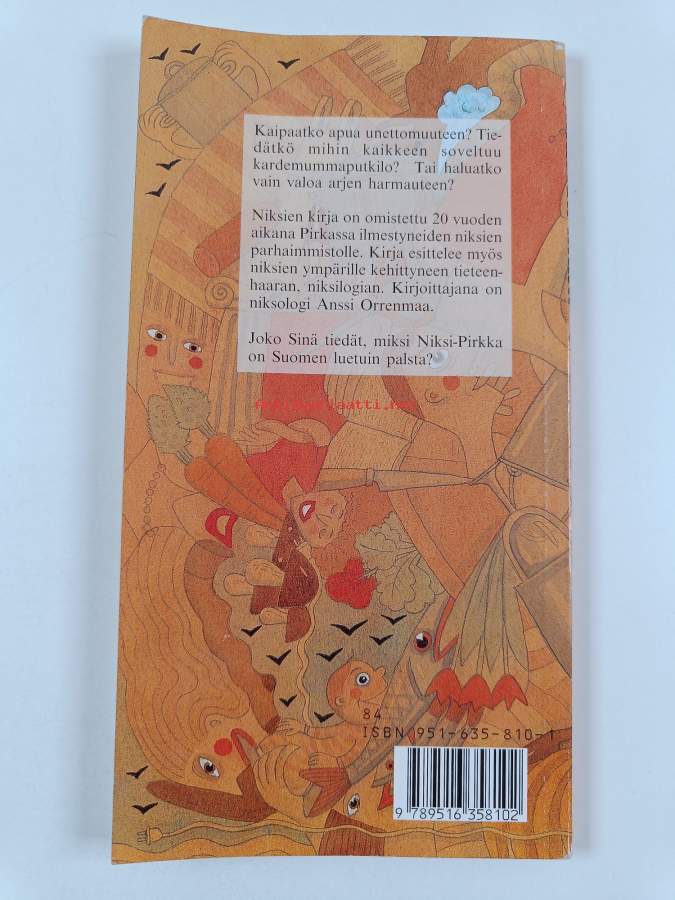 Kaipaatko apua unettomuuteen? Tie-
dätkö mihin kaikkeen soveltuu
kardemummaputkilo? Tai haluatko
vain valoa arjen harmauteen?
Niksien kirja on omistettu 20 vuoden
aikana Pirkassa ilmestyneiden niksien
parhaimmistolle. Kirja esittelee myös
niksien ympärille kehittyneen tieteen-
haaran, niksilogian. Kirjoittajana on
niksologi Anssi Orrenmaa.
Joko Sinä tiedät, miksi Niksi-Pirkka
on Suomen luetuin palsta?
84
ISBN 951-635-810-1
9 789516 358102